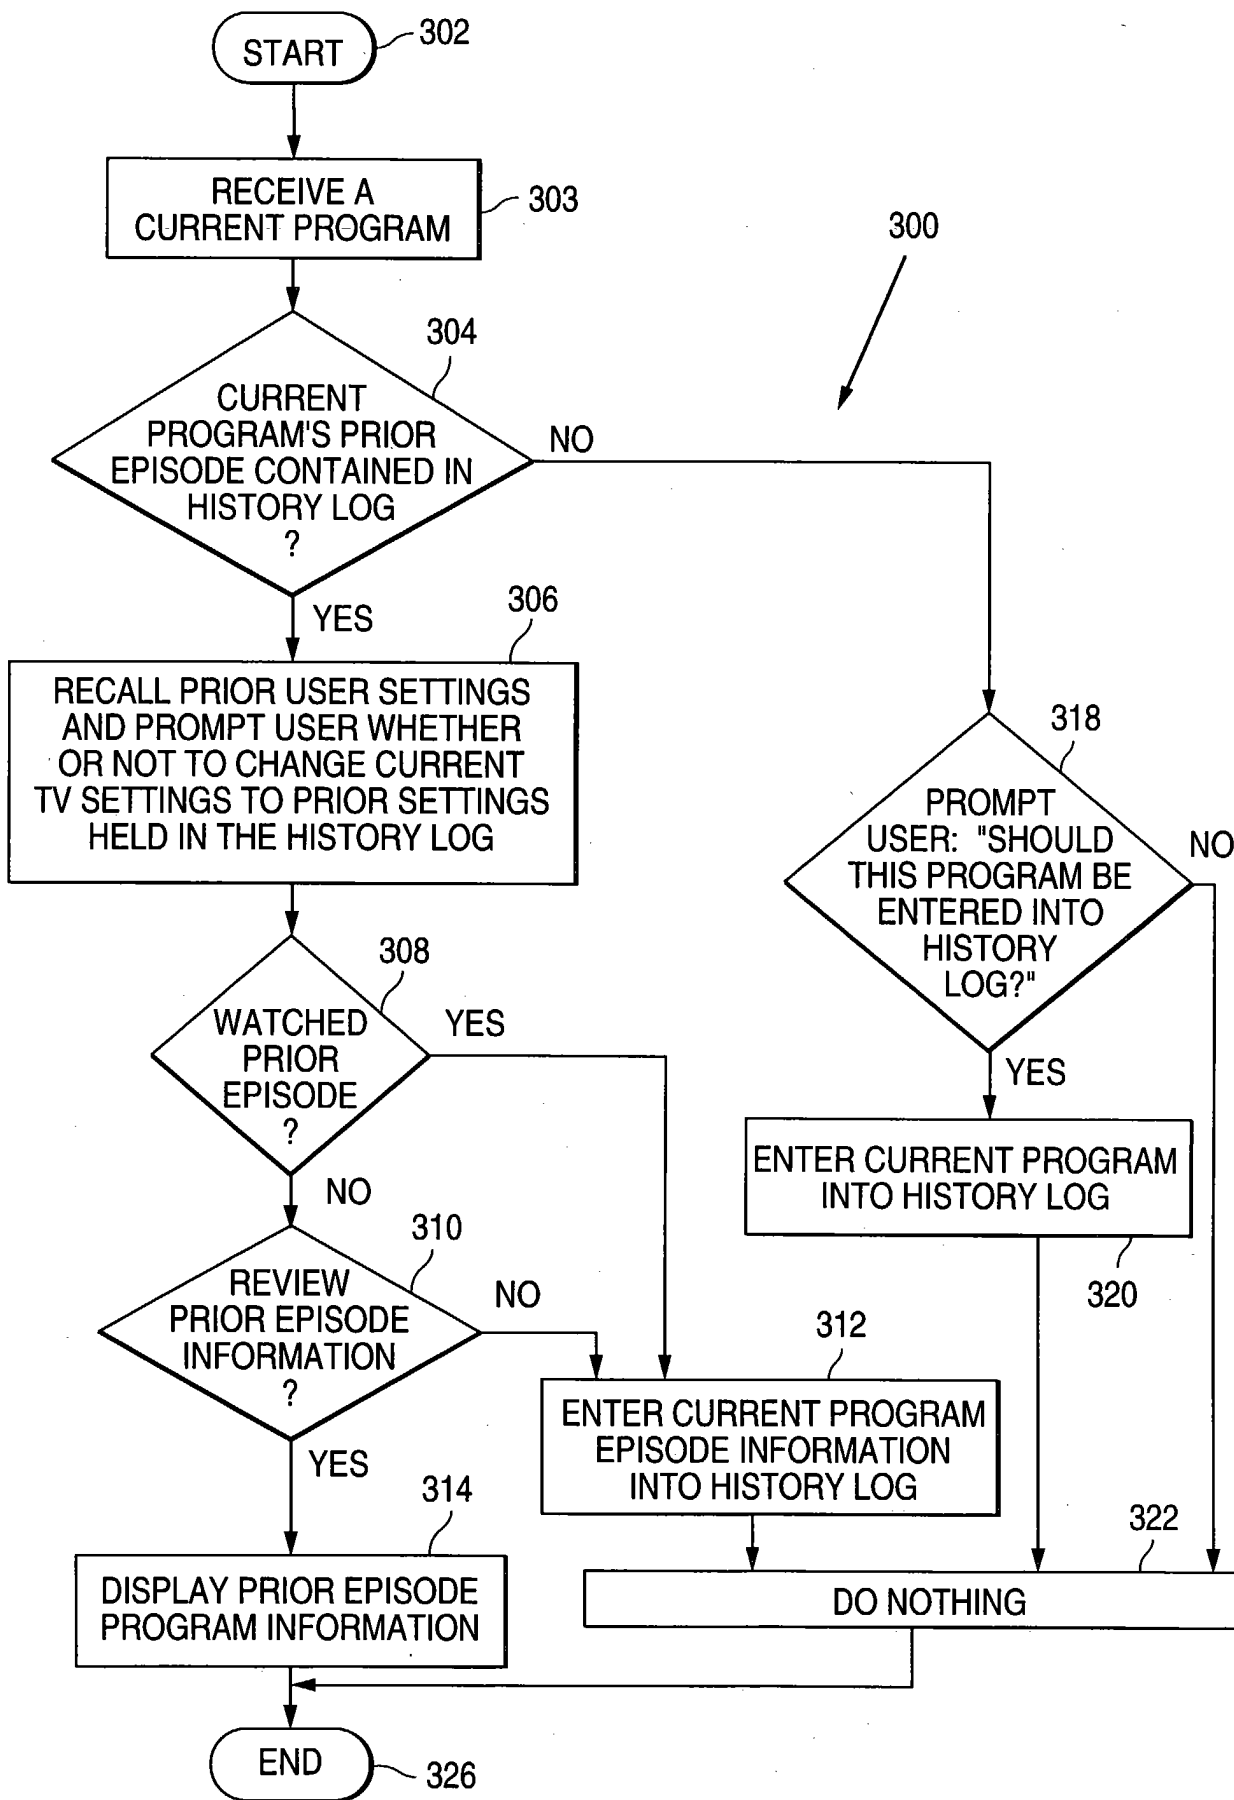 START
302
RECEIVE A
CURRENT PROGRAM
303
300
304
CURRENT
PROGRAM'S PRIOR
EPISODE CONTAINED IN
HISTORY LOG
?
NO
YES
306
RECALL PRIOR USER SETTINGS
AND PROMPT USER WHETHER
OR NOT TO CHANGE CURRENT
TV SETTINGS TO PRIOR SETTINGS
HELD IN THE HISTORY LOG
318
PROMPT
USER: "SHOULD
THIS PROGRAM BE
ENTERED INTO
HISTORY
LOG?"
NO
YES
308
WATCHED
PRIOR
EPISODE
?
YES
NO
ENTER CURRENT PROGRAM
INTO HISTORY LOG
320
310
REVIEW
PRIOR EPISODE
INFORMATION
?
NO
YES
312
ENTER CURRENT PROGRAM
EPISODE INFORMATION
INTO HISTORY LOG
314
DISPLAY PRIOR EPISODE
PROGRAM INFORMATION
322
DO NOTHING
END
326